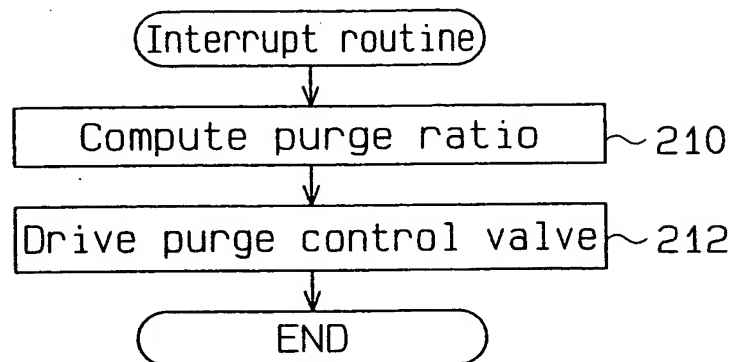 Interrupt routine
Compute purge ratio
210
Drive purge control valve
212
END